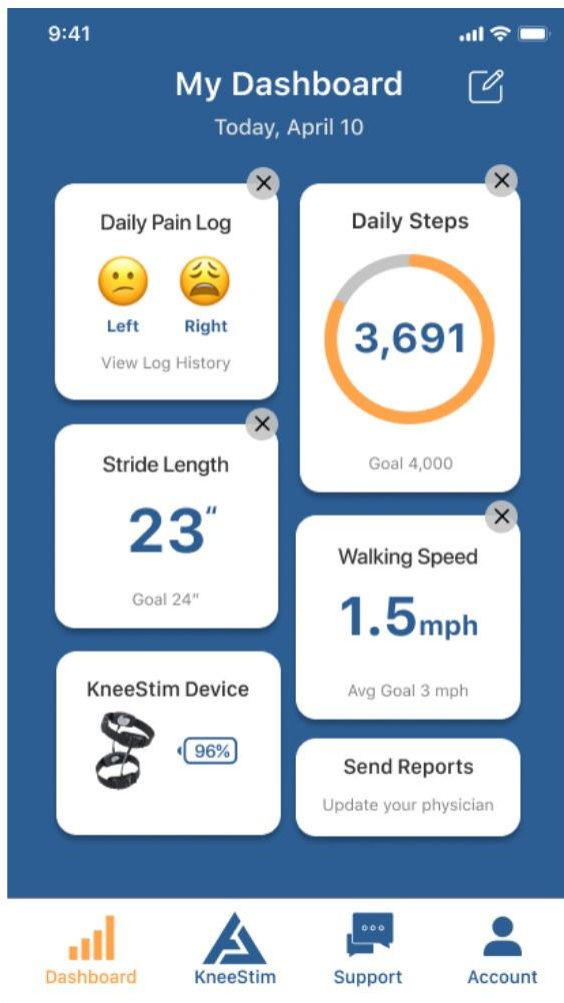 9:41
My Dashboard
Today, April 10
Daily Pain Log
Left Right
View Log History
Daily Steps
3,691
Goal 4,000
Stride Length
23"
Goal 24"
Walking Speed
1.5mph
Avg Goal 3 mph
KneeStim Device
96%
Send Reports
Update your physician
Dashboard KneeStim Support Account